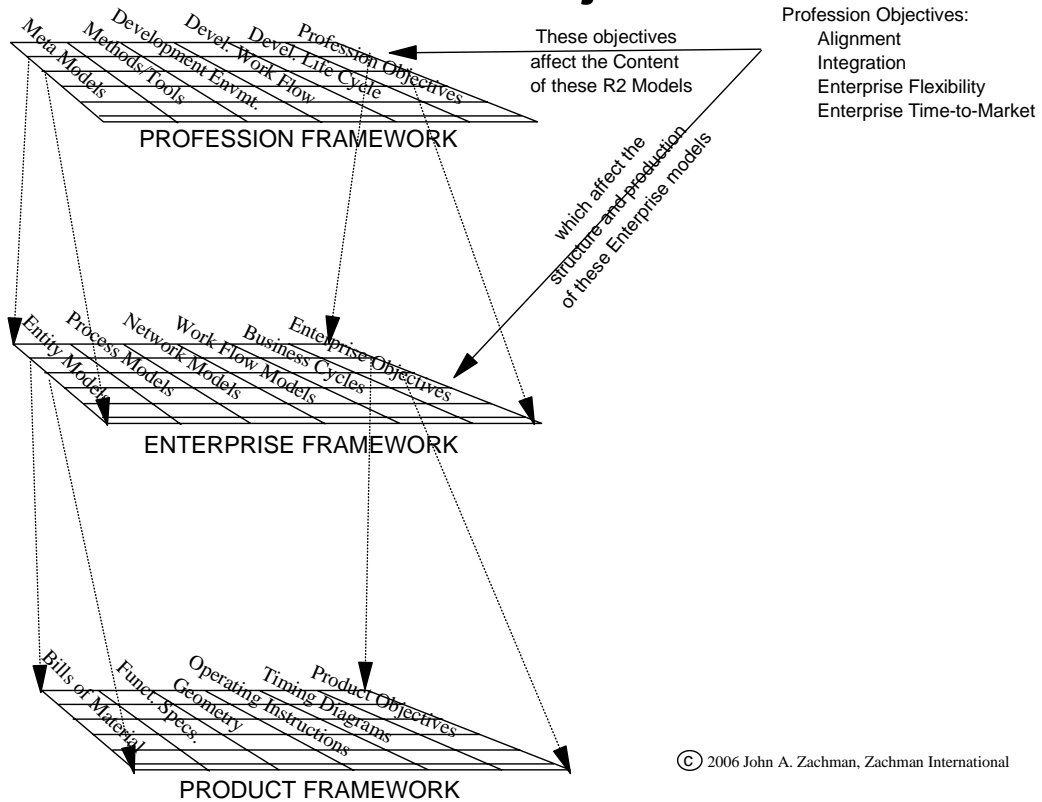 Profession Objectives:
Alignment
Integration
Enterprise Flexibility
Enterprise Time-to-Market
These objectives
affect the Content
of these R2 Models
which affect the
structure and production
of these Enterprise models
Meta Models
Methods/Tools
Development Envmt.
Devel. Work Flow
Devel. Life Cycle
Profession Objectives
PROFESSION FRAMEWORK
Entity Models
Process Models
Network Models
Work Flow Models
Business Cycles
Enterprise Objectives
ENTERPRISE FRAMEWORK
Bills of Material
Funct. Specs.
Geometry
Operating Instructions
Timing Diagrams
Product Objectives
PRODUCT FRAMEWORK
© 2006 John A. Zachman, Zachman International